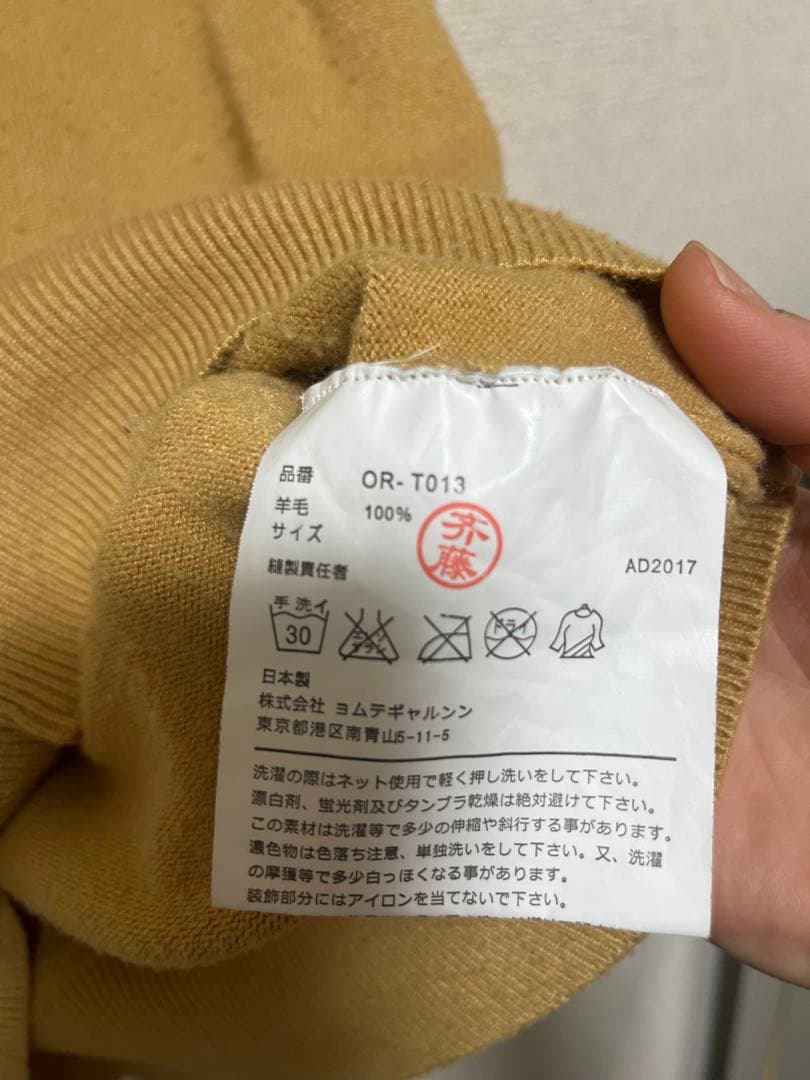 品番 OR- T013
羊毛 100%
サイズ
斉藤
縫製責任者 AD2017
手洗イ
30
ドライ
日本製
株式会社 ヨムテギャルンン
東京都港区南青山5-11-5
洗濯の際はネット使用で軽く押し洗いをして下さい。
漂白剤、蛍光剤及びタンブラ乾燥は絶対避けて下さい。
この素材は洗濯等で多少の伸縮や斜行する事があります。
濃色物は色落ち注意、単独洗いをして下さい。又、洗濯
の摩擦等で多少白っほくなる事があります。
装飾部分にはアイロンを当てないで下さい。